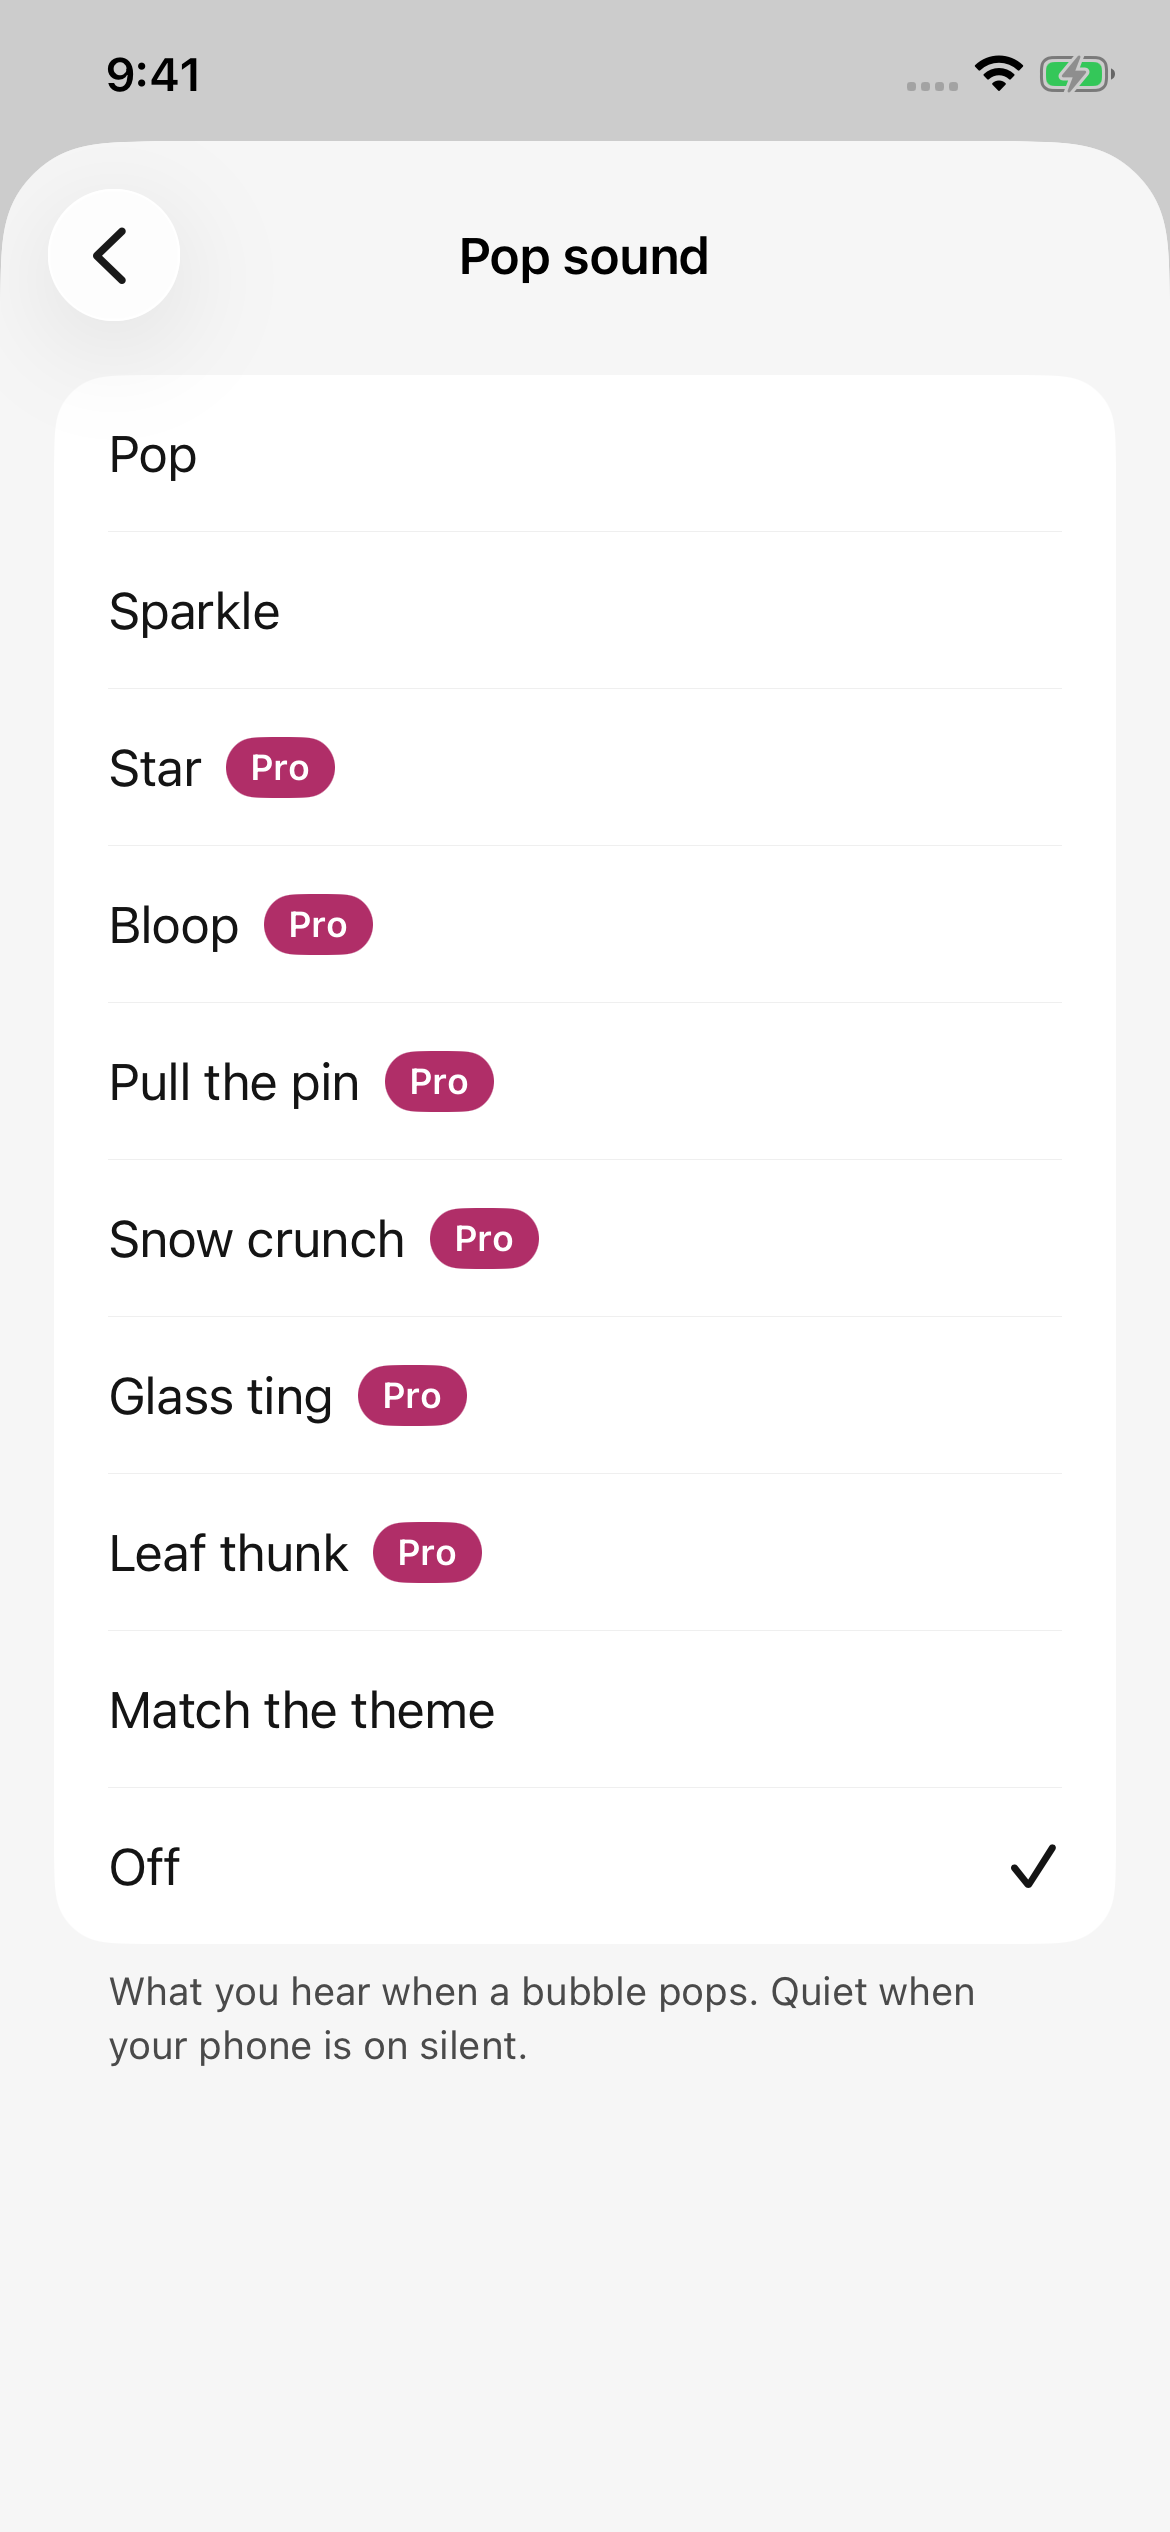 9:41
Pop sound
Pop
Sparkle
Star Pro
Bloop Pro
Pull the pin Pro
Snow crunch Pro
Glass ting Pro
Leaf thunk Pro
Match the theme
Off
What you hear when a bubble pops. Quiet when
your phone is on silent.